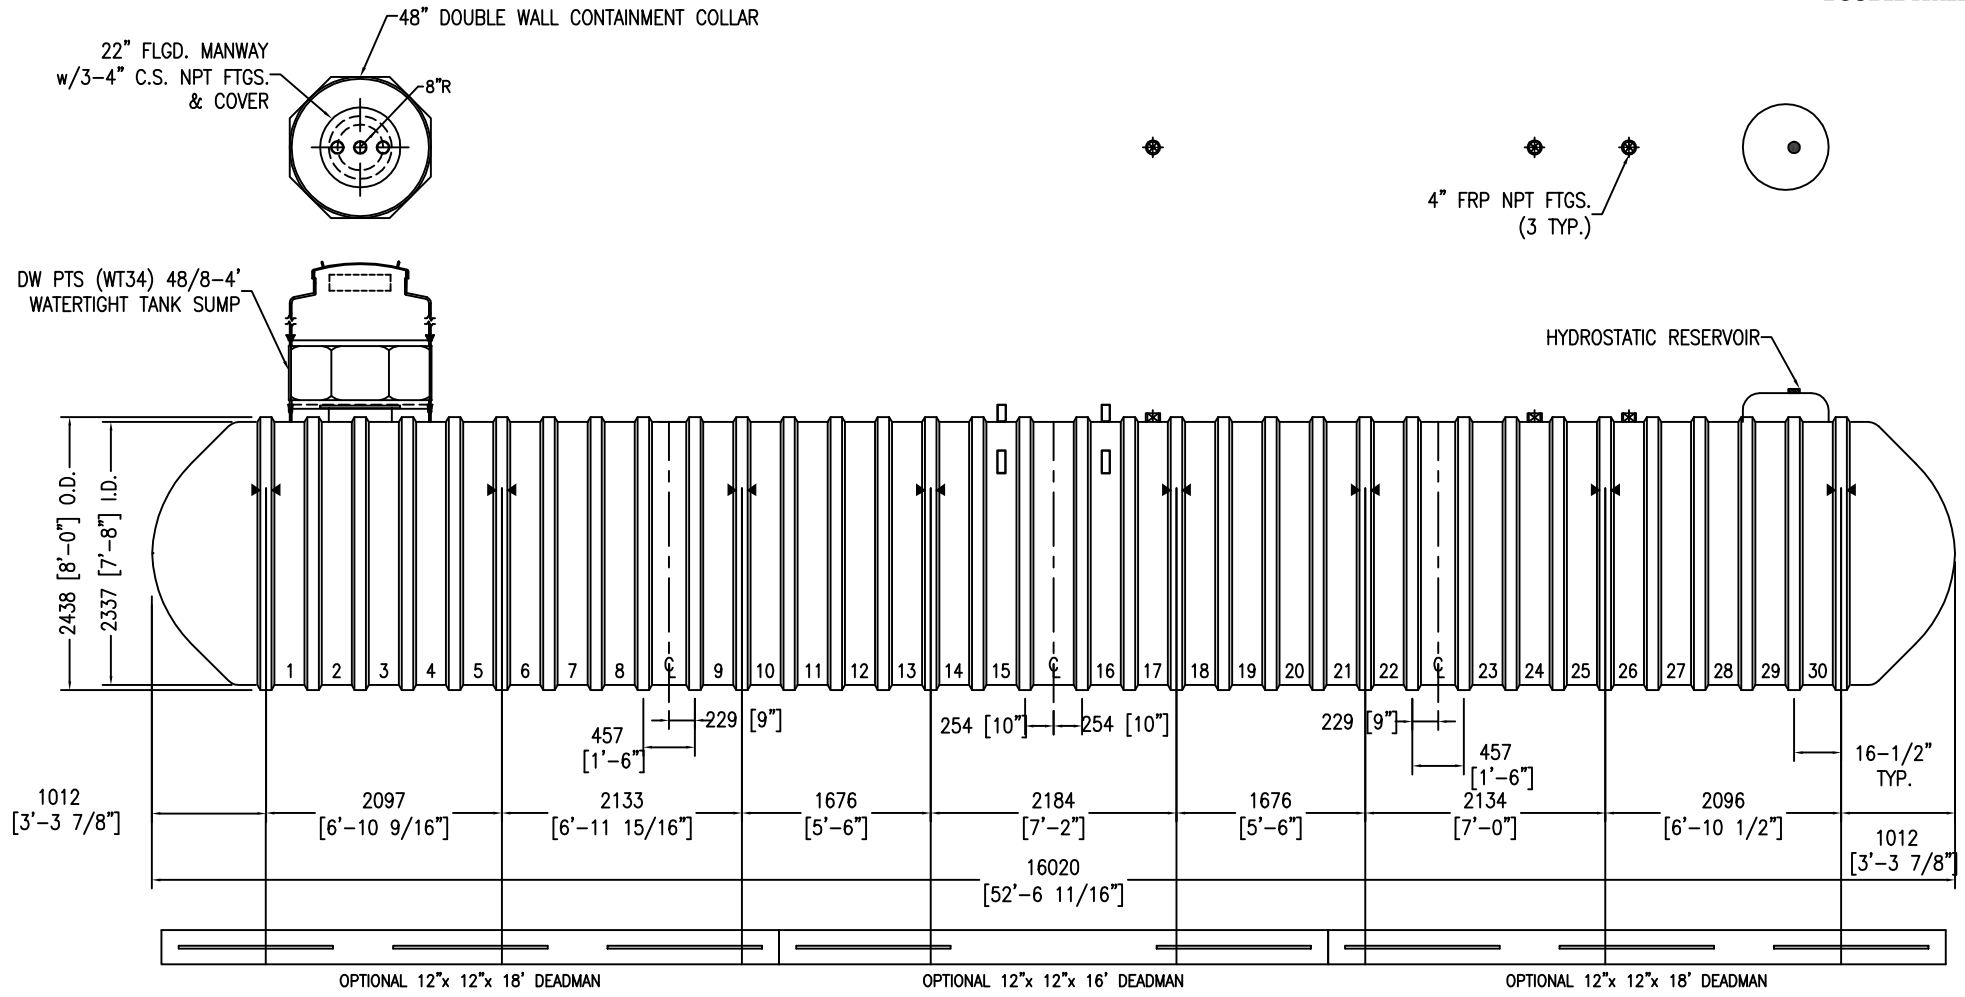 48" DOUBLE WALL CONTAINMENT COLLAR
22" FLGD. MANWAY
w/3-4" C.S. NPT FTGS.
& COVER
8"R
4" FRP NPT FTGS.
(3 TYP.)
DW PTS (WT34) 48/8-4'
WATERTIGHT TANK SUMP
HYDROSTATIC RESERVOIR
2438 [8'-0"] O.D.
2337 [7'-8"] I.D.
1 2 3 4 5 6 7 8 ℄ 9 10 11 12 13 14 15 ℄ 16 17 18 19 20 21 22 ℄ 23 24 25 26 27 28 29 30
229 [9"]
457
[1'-6"]
254 [10"]
254 [10"]
229 [9"]
457
[1'-6"]
16-1/2"
TYP.
1012
[3'-3 7/8"]
2097
[6'-10 9/16"]
2133
[6'-11 15/16"]
1676
[5'-6"]
2184
[7'-2"]
1676
[5'-6"]
2134
[7'-0"]
2096
[6'-10 1/2"]
1012
[3'-3 7/8"]
16020
[52'-6 11/16"]
OPTIONAL 12"x 12"x 18' DEADMAN
OPTIONAL 12"x 12"x 16' DEADMAN
OPTIONAL 12"x 12"x 18' DEADMAN